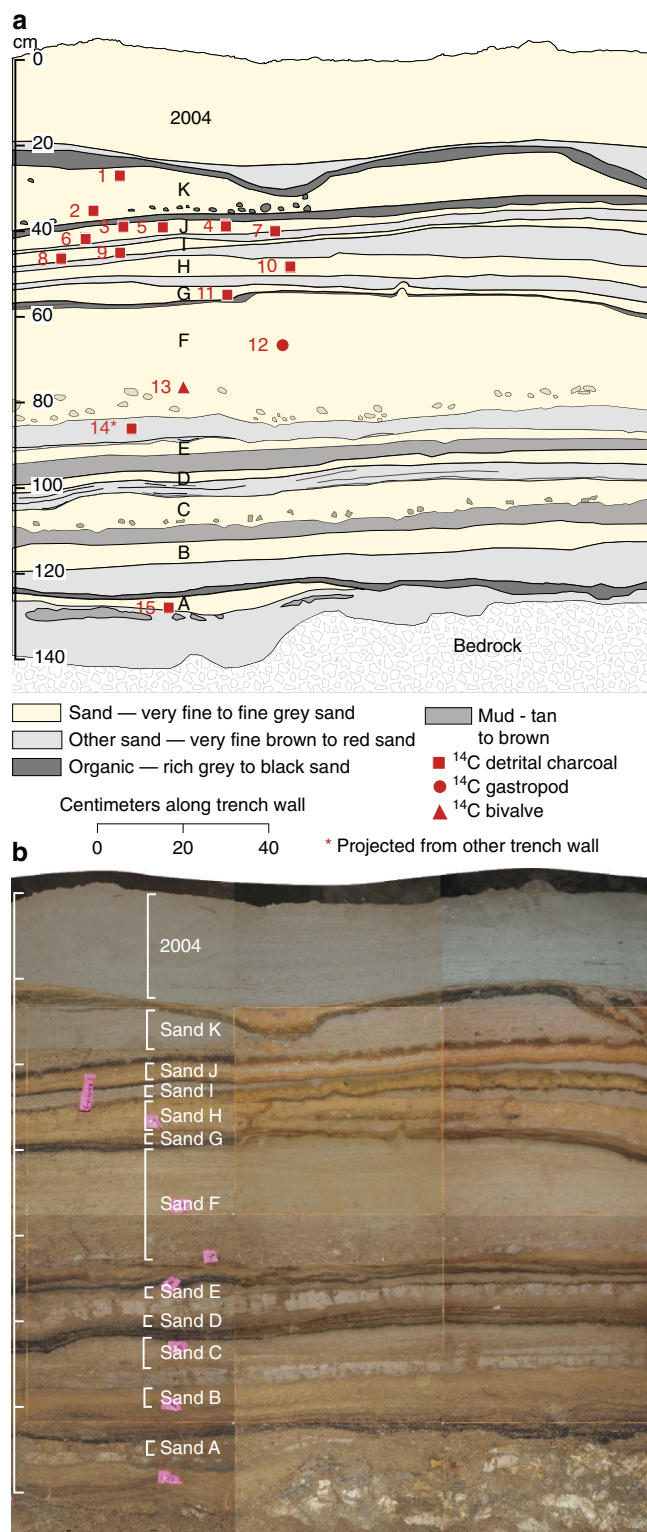 a
cm
0
2004
20
1
K
2
40
3 5 J 4 7
6 I
8 9
H 10
G 11
60
F 12
13
80
14*
E
D
100
C
B
120
15 A
Bedrock
140
Sand — very fine to fine grey sand
Other sand — very fine brown to red sand
Organic — rich grey to black sand
Mud - tan
to brown
14C detrital charcoal
14C gastropod
14C bivalve
Centimeters along trench wall
0 20 40
* Projected from other trench wall
b
2004
Sand K
Sand J
Sand I
Sand H
Sand G
Sand F
Sand E
Sand D
Sand C
Sand B
Sand A